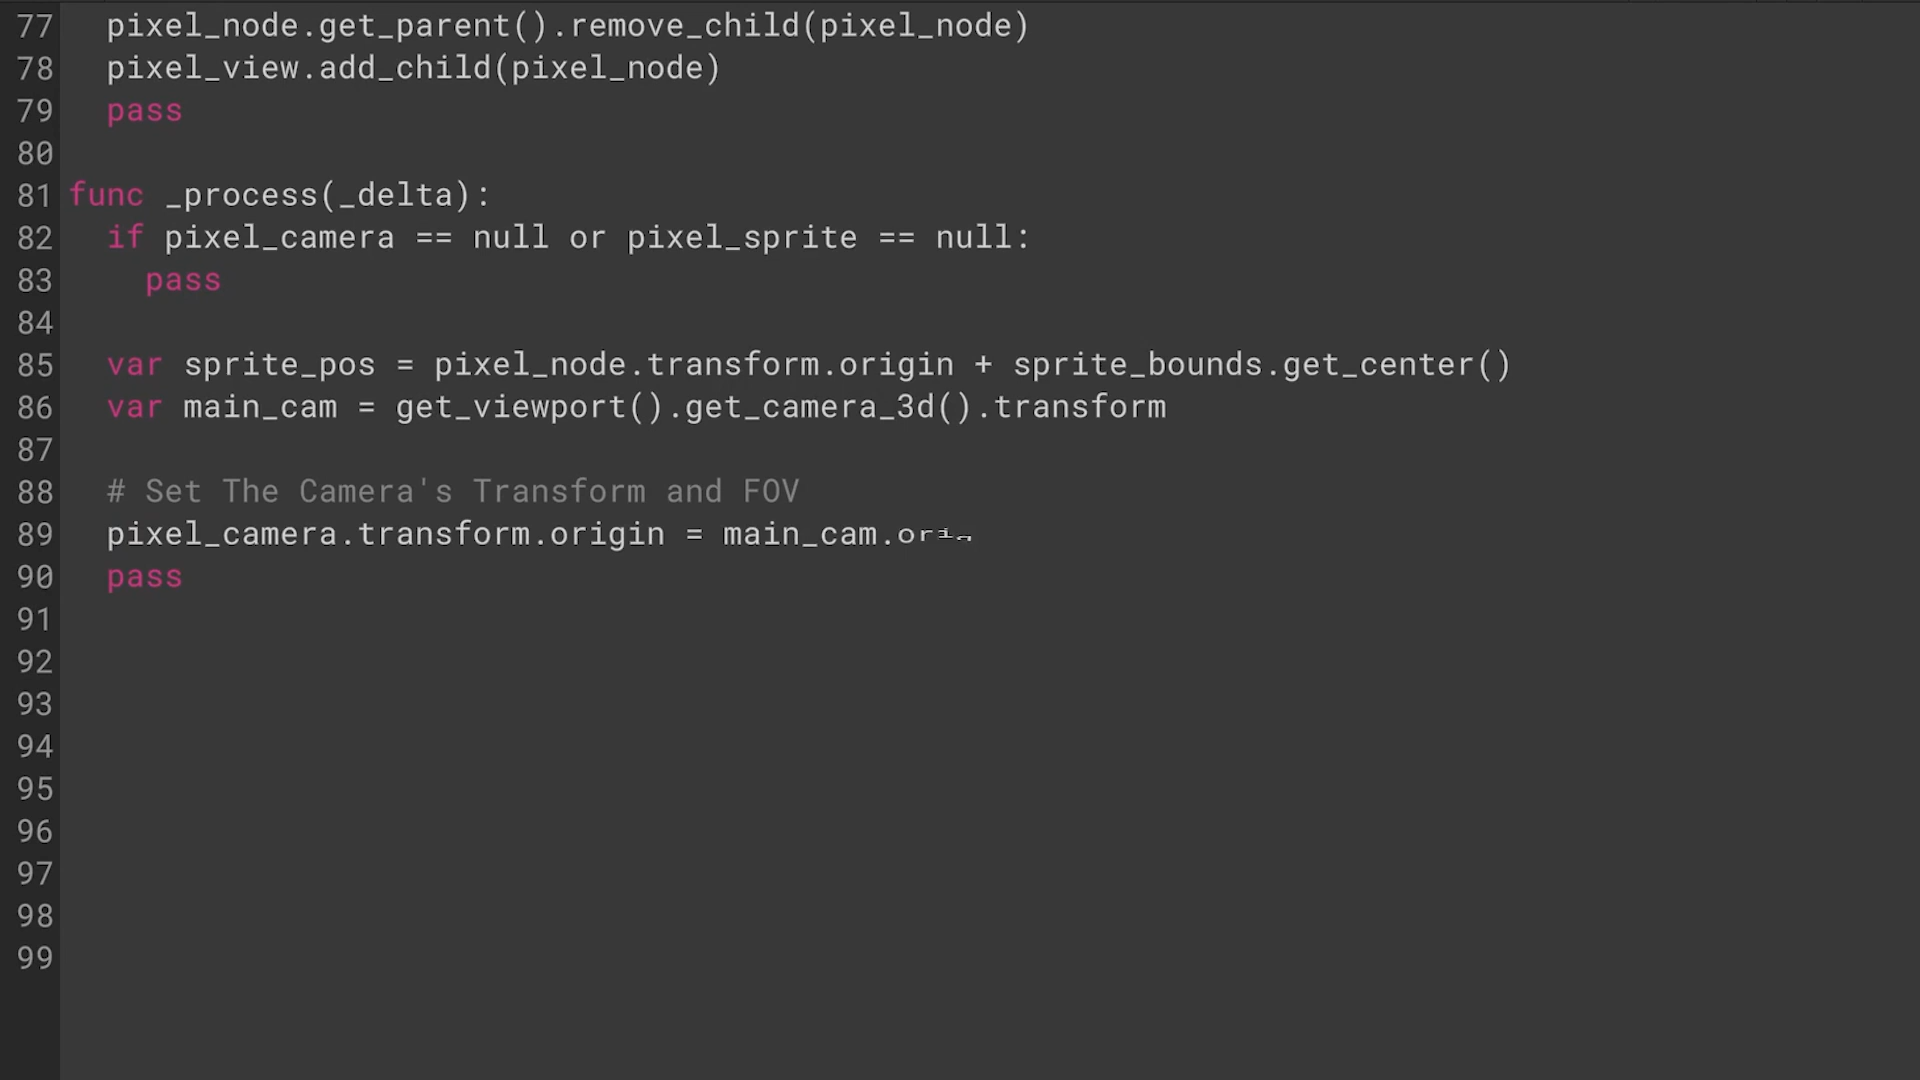 77 pixel_node.get_parent().remove_child(pixel_node)
78 pixel_view.add_child(pixel_node)
79 pass
80
81 func _process(_delta):
82 if pixel_camera == null or pixel_sprite == null:
83 pass
84
85 var sprite_pos = pixel_node.transform.origin + sprite_bounds.get_center()
86 var main_cam = get_viewport().get_camera_3d().transform
87
88 # Set The Camera's Transform and FOV
89 pixel_camera.transform.origin = main_cam.
90 pass
91
92
93
94
95
96
97
98
99